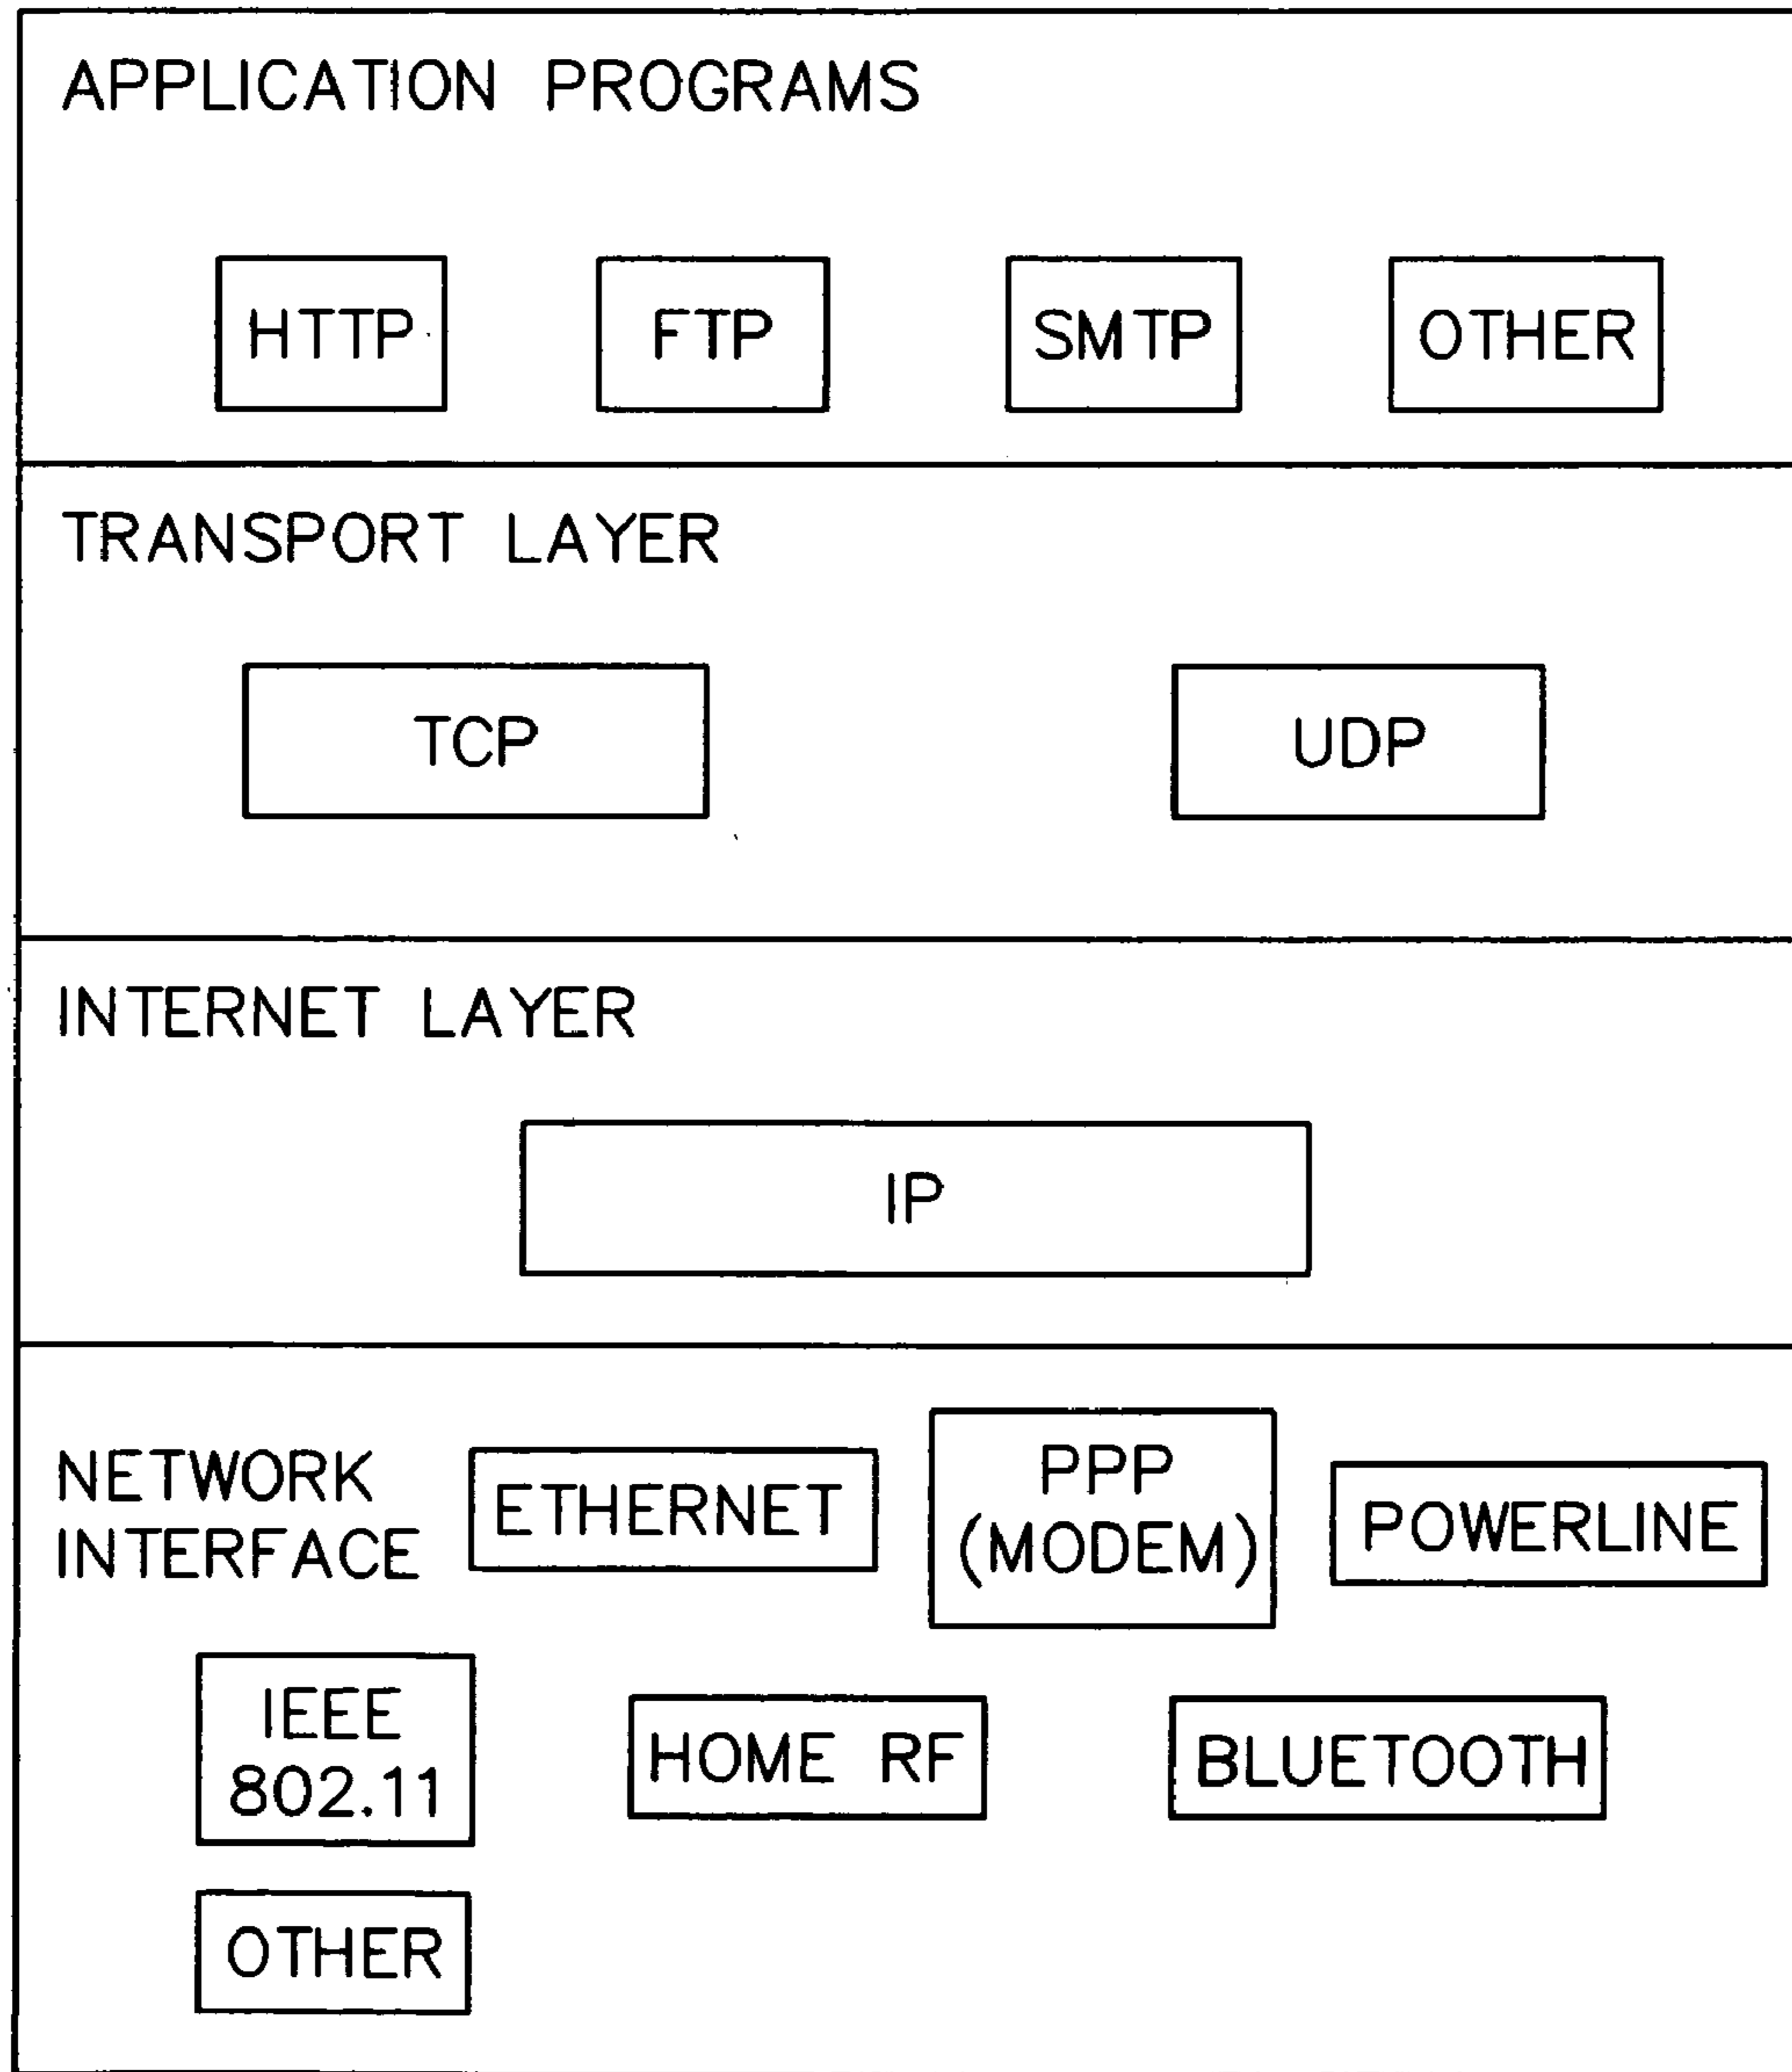 APPLICATION PROGRAMS
HTTP FTP SMTP OTHER
TRANSPORT LAYER
TCP UDP
INTERNET LAYER
IP
NETWORK
INTERFACE
ETHERNET
PPP
(MODEM)
POWERLINE
IEEE
802.11
HOME RF
BLUETOOTH
OTHER